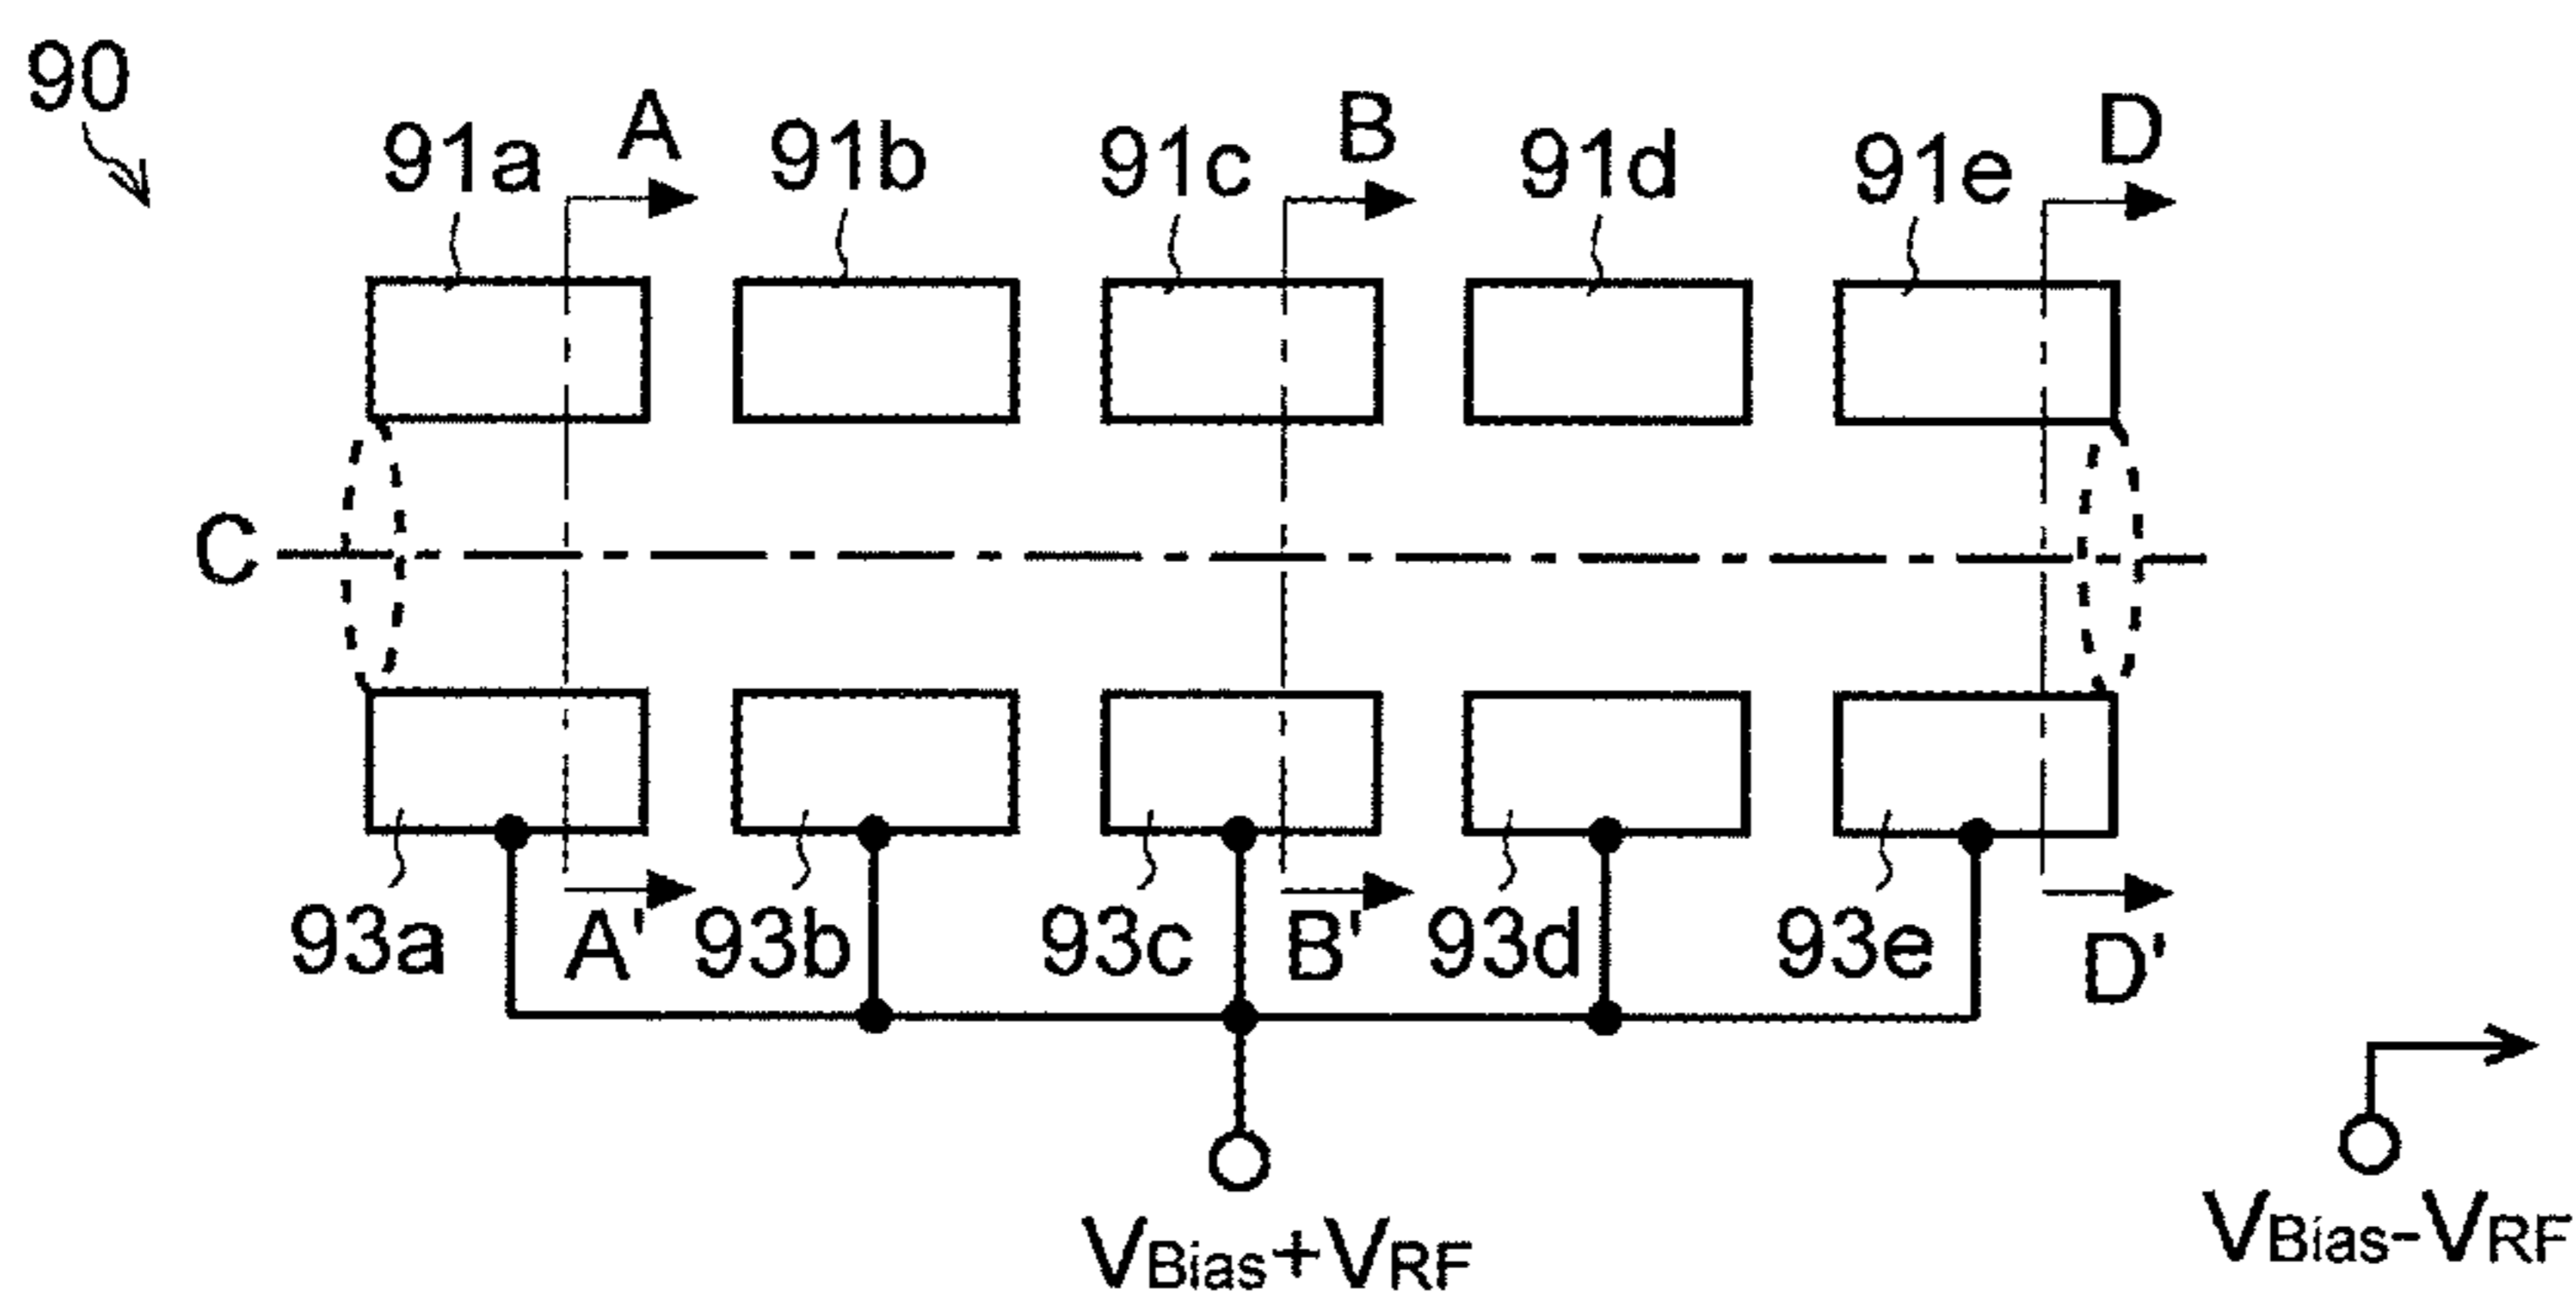 90
A B D
91a 91b 91c 91d 91e
C
93a A' 93b 93c B' 93d 93e D'
VBias+VRF
VBias-VRF